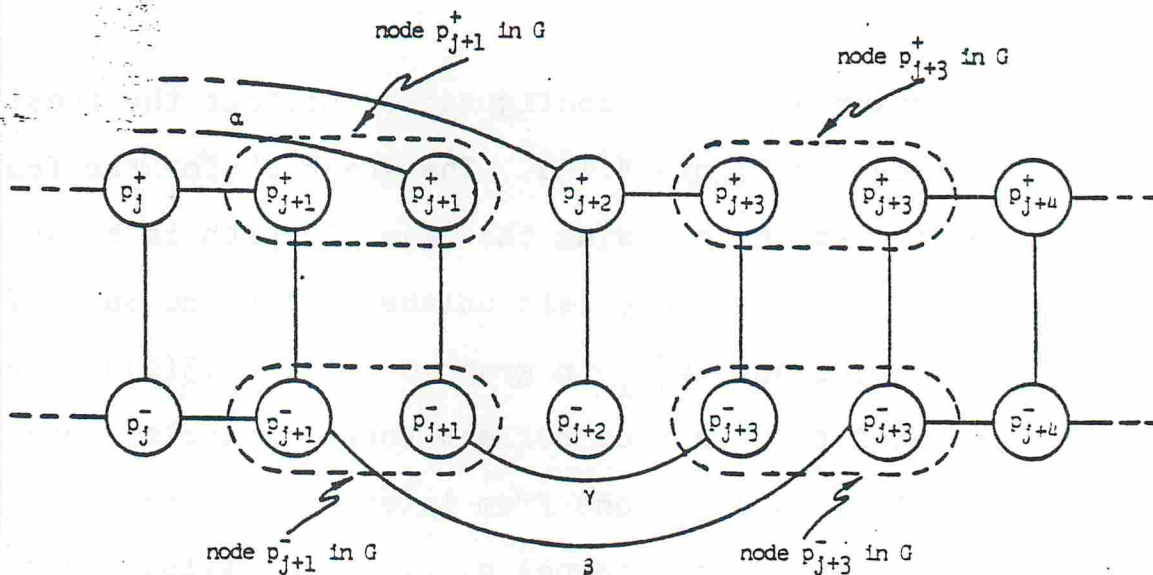 node p⁺ⱼ₊₁ in G
node p⁺ⱼ₊₃ in G
α
p⁺ⱼ p⁺ⱼ₊₁ p⁺ⱼ₊₁ p⁺ⱼ₊₂ p⁺ⱼ₊₃ p⁺ⱼ₊₃ p⁺ⱼ₊₄
p⁻ⱼ p⁻ⱼ₊₁ p⁻ⱼ₊₁ p⁻ⱼ₊₂ p⁻ⱼ₊₃ p⁻ⱼ₊₃ p⁻ⱼ₊₄
γ
node p⁻ⱼ₊₁ in G
β
node p⁻ⱼ₊₃ in G